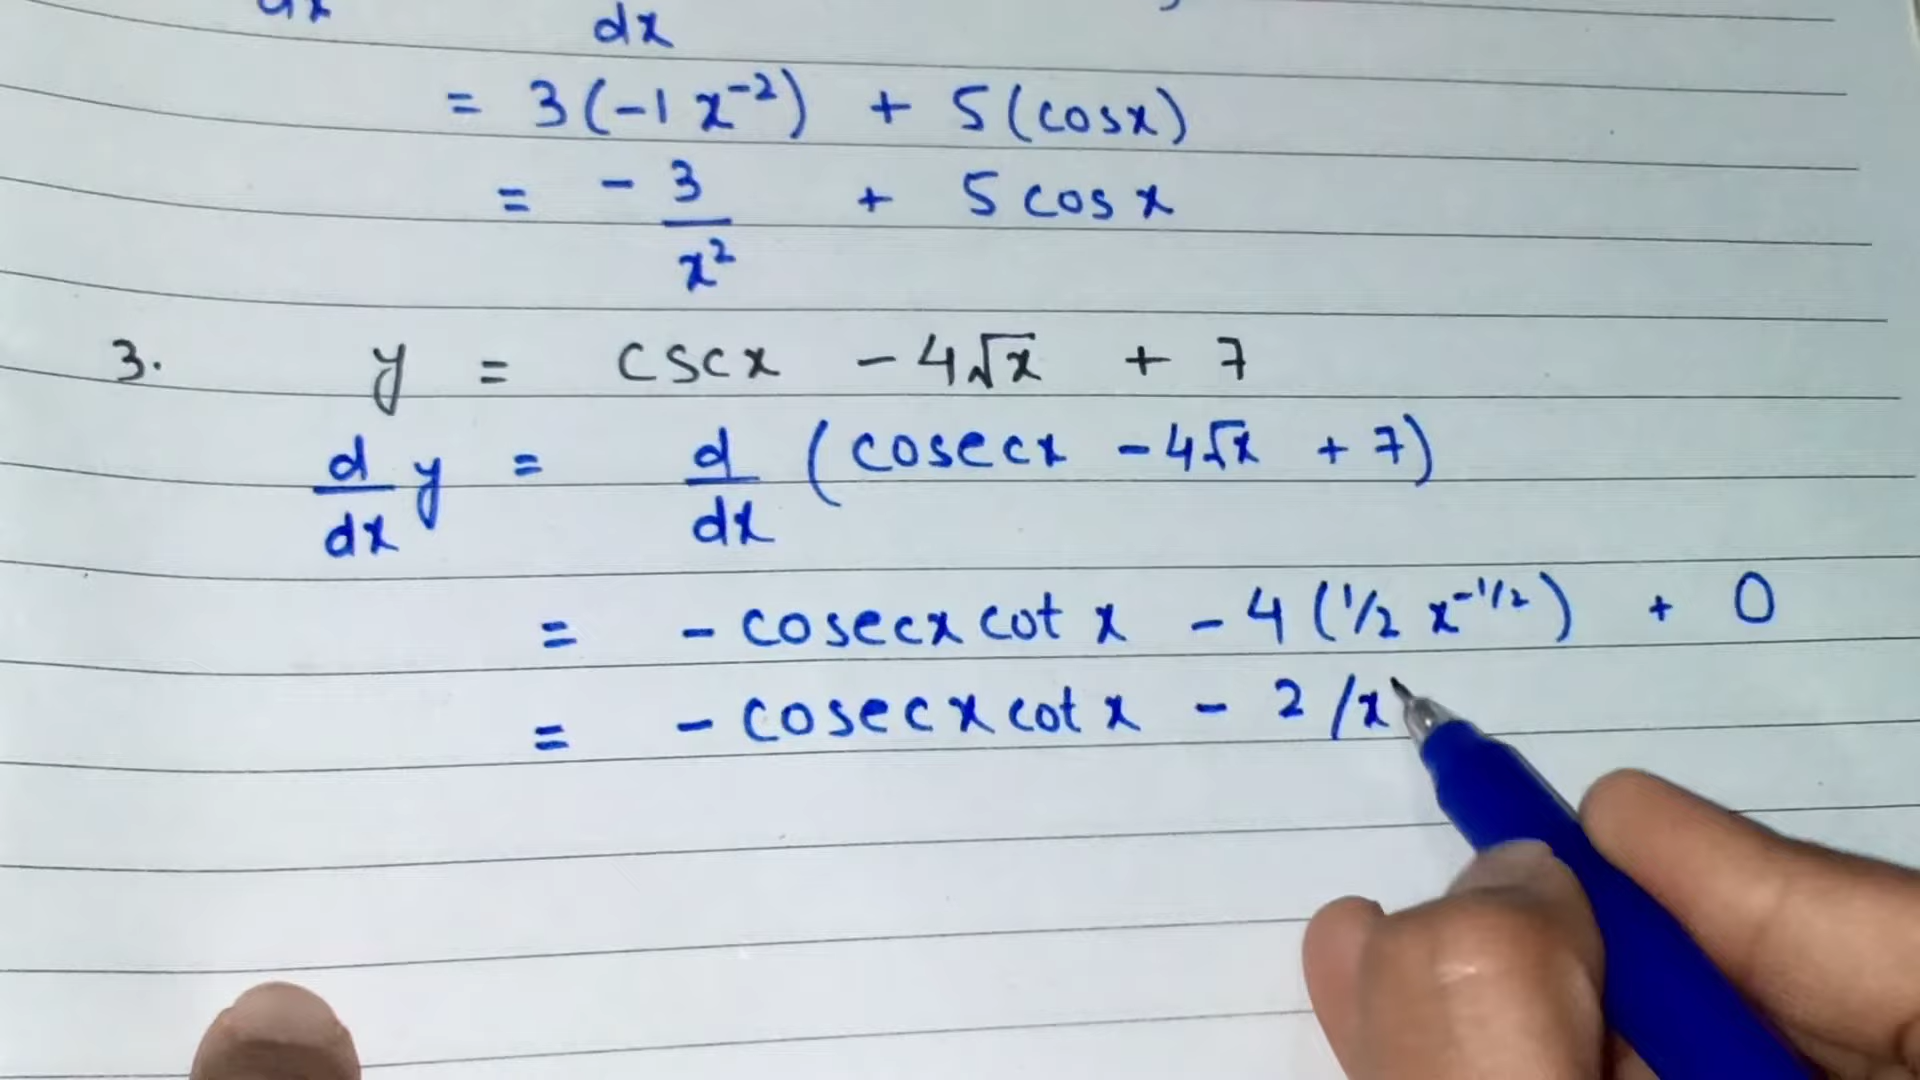 dx
= 3(-1 x⁻²) + 5(cosx)
= - 3/x² + 5 cos x
3. y = cscx - 4√x + 7
d/dx y = d/dx (cosecx - 4√x + 7)
= - cosecx cot x - 4 (1/2 x^-1/2) + 0
= - cosecx cot x - 2 /x